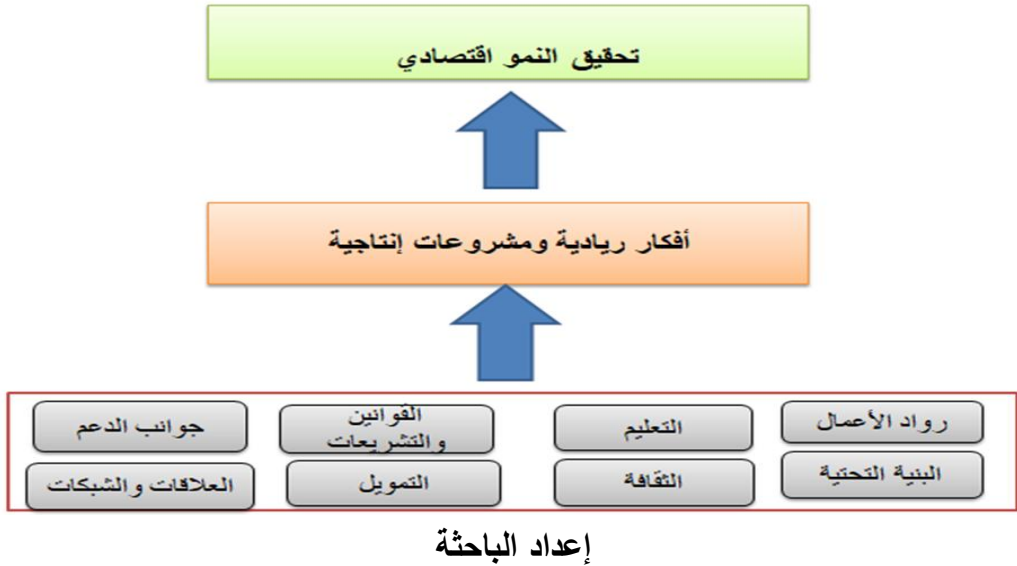 تحقيق النمو اقتصادي
أفكار ريادية ومشروعات إنتاجية
رواد الأعمال
التعليم
القوانين
والتشريعات
جوانب الدعم
البنية التحتية
الثقافة
التمويل
العلاقات والشبكات
إعداد الباحثة